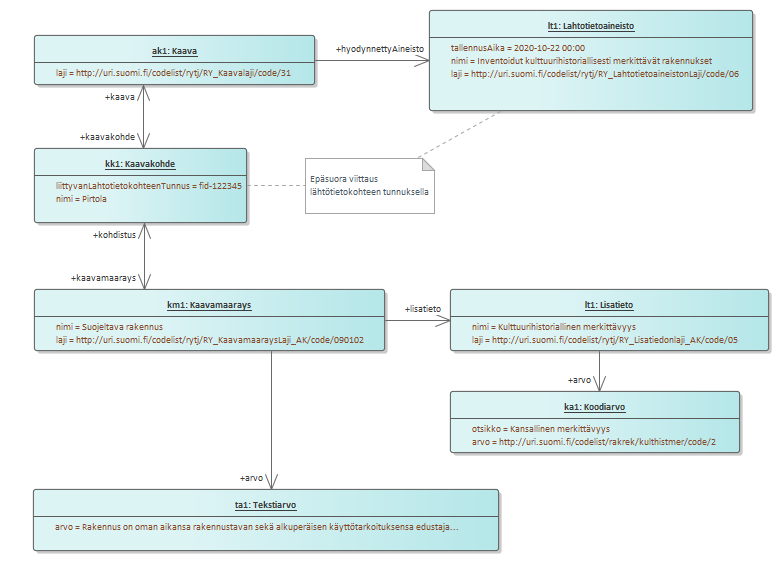 ak1: Kaava
laji = http://uri.suomi.fi/codelist/rytj/RY_Kaavalaji/code/31
+hyodynnettyAineisto
lt1: Lahtotietoaineisto
tallennusAika = 2020-10-22 00:00
nimi = Inventoidut kulttuurihistoriallisesti merkittävät rakennukset
laji = http://uri.suomi.fi/codelist/rytj/RY_LahtotietoaineistonLaji/code/06
+kaava
+kaavakohde
kk1: Kaavakohde
liittyvanLahtotietokohteenTunnus = fid-122345
nimi = Pirtola
Epäsuora viittaus
lähtötietokohteen tunnuksella
+kohdistus
+kaavamaarays
km1: Kaavamaarays
nimi = Suojeltava rakennus
laji = http://uri.suomi.fi/codelist/rytj/RY_KaavamaaraysLaji_AK/code/090102
+lisatieto
lt1: Lisatieto
nimi = Kulttuurihistoriallinen merkittävyys
laji = http://uri.suomi.fi/codelist/rytj/RY_Lisatiedonlaji_AK/code/05
+arvo
ka1: Koodiarvo
otsikko = Kansallinen merkittävyys
arvo = http://uri.suomi.fi/codelist/rakrek/kulthistmer/code/2
+arvo
ta1: Tekstiarvo
arvo = Rakennus on oman aikansa rakennustavan sekä alkuperäisen käyttötarkoituksensa edustaja...